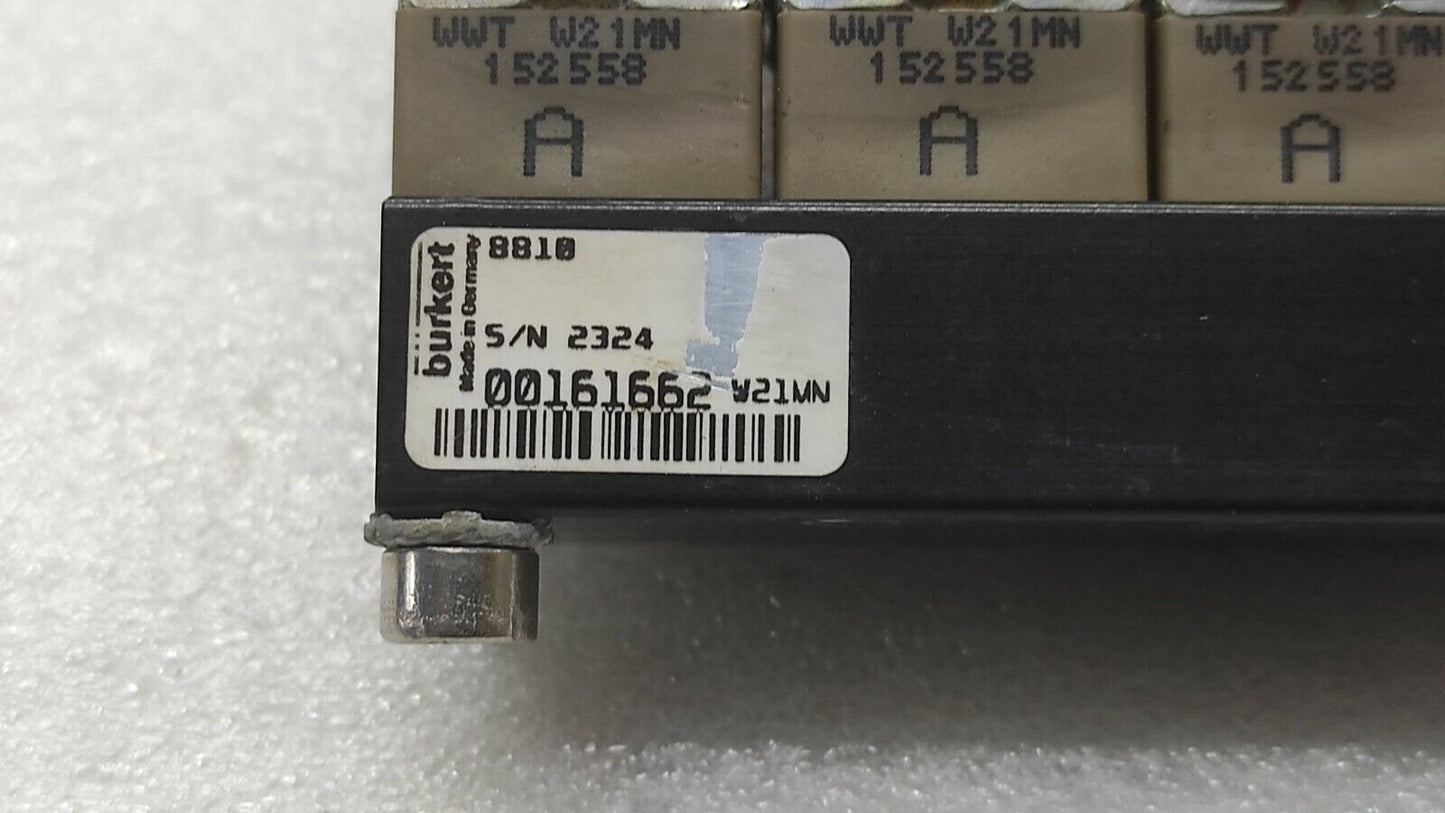 WWT W21MN
152558
A
WWT W21MN
152558
A
WWT W21MN
152558
A
burkert
Made in Germany
8810
S/N 2324
00161662 W21MN